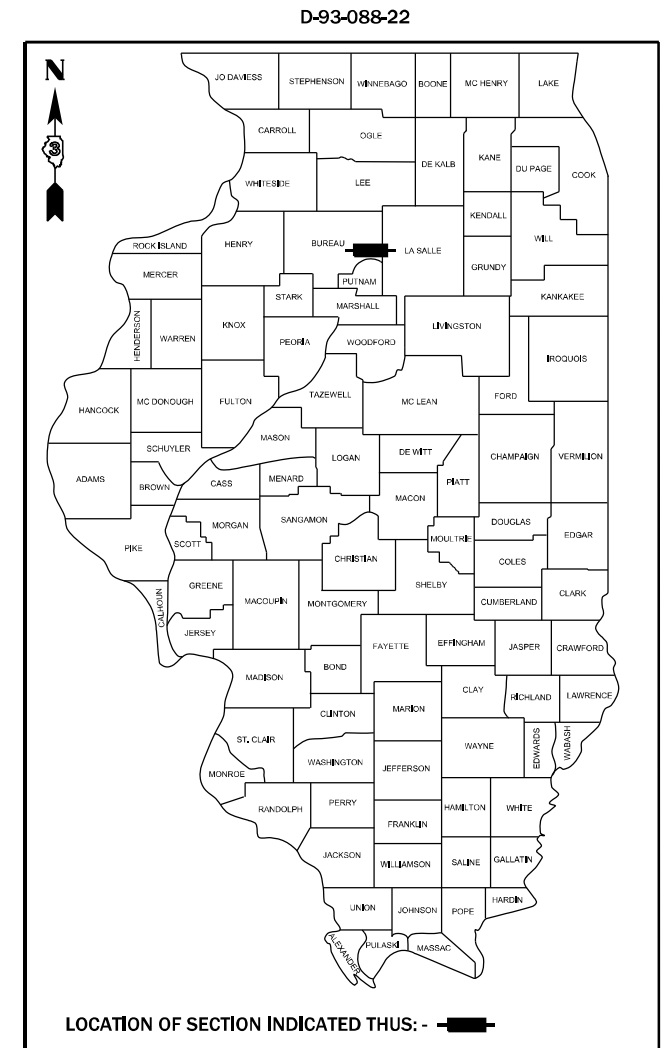 D-93-088-22
N
3
JO DAVIESS STEPHENSON WINNEBAGO BOONE MC HENRY LAKE
CARROLL OGLE
DE KALB KANE DU PAGE COOK
WHITESIDE LEE
KENDALL
WILL
ROCK ISLAND HENRY BUREAU LA SALLE
GRUNDY
MERCER PUTNAM
STARK KANKAKEE
MARSHALL
HENDERSON WARREN KNOX PEORIA WOODFORD LIVINGSTON
IROQUOIS
HANCOCK MC DONOUGH FULTON TAZEWELL MC LEAN FORD
MASON
SCHUYLER LOGAN DE WITT CHAMPAIGN VERMILION
ADAMS BROWN CASS MENARD PIATT
MACON
PIKE SCOTT MORGAN SANGAMON MOULTRIE DOUGLAS EDGAR
CHRISTIAN COLES
GREENE SHELBY
CALHOUN MACOUPIN MONTGOMERY CUMBERLAND CLARK
JERSEY
FAYETTE EFFINGHAM JASPER CRAWFORD
MADISON BOND
CLAY RICHLAND LAWRENCE
CLINTON MARION
ST. CLAIR WAYNE EDWARDS WABASH
MONROE WASHINGTON JEFFERSON
RANDOLPH PERRY HAMILTON WHITE
FRANKLIN
JACKSON WILLIAMSON SALINE GALLATIN
UNION JOHNSON POPE HARDIN
ALEXANDER PULASKI MASSAC
LOCATION OF SECTION INDICATED THUS: -